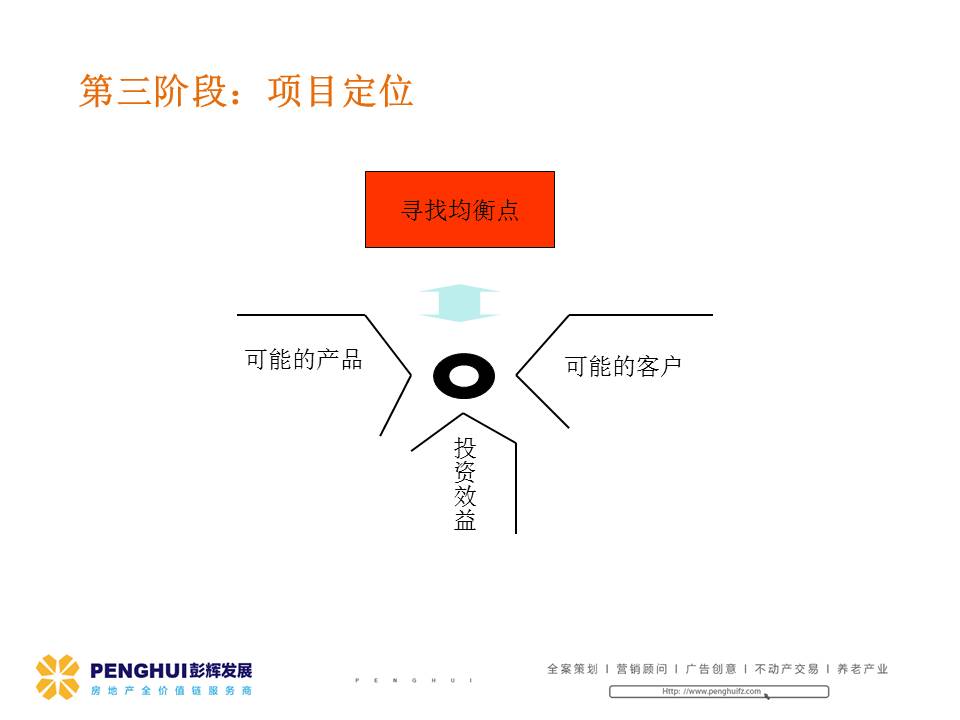 第三阶段：项目定位
寻找均衡点
可能的产品
可能的客户
投资效益
PENGHUI彭辉发展
房地产全价值链服务商
PENGHUI
全案策划 I 营销顾问 I 广告创意 I 不动产交易 I 养老产业
Http: //www.penghuifz.com